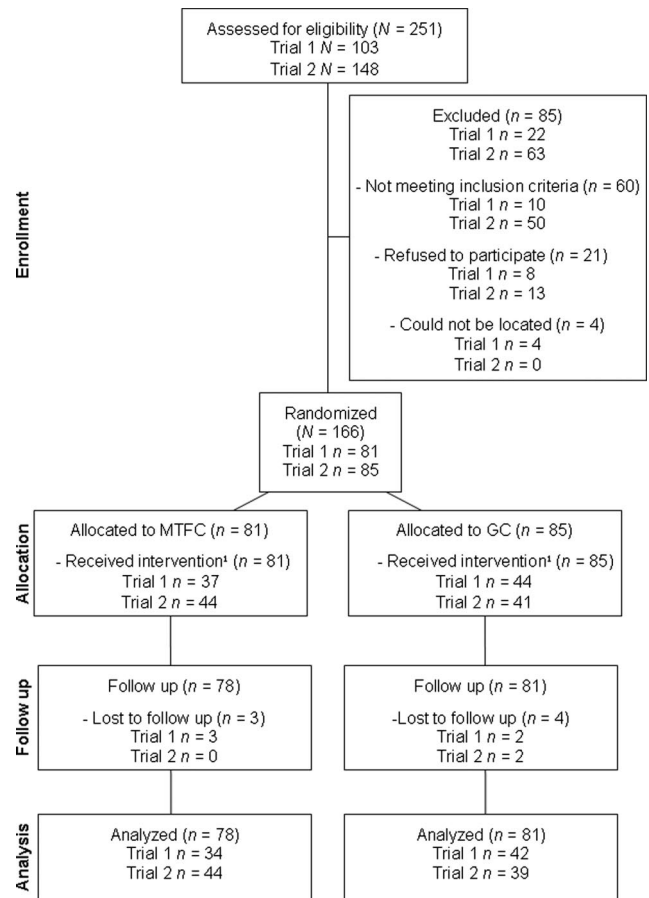 Assessed for eligibility (N = 251)
Trial 1 N = 103
Trial 2 N = 148
Enrollment
Excluded (n = 85)
Trial 1 n = 22
Trial 2 n = 63
- Not meeting inclusion criteria (n = 60)
Trial 1 n = 10
Trial 2 n = 50
- Refused to participate (n = 21)
Trial 1 n = 8
Trial 2 n = 13
- Could not be located (n = 4)
Trial 1 n = 4
Trial 2 n = 0
Randomized
(N = 166)
Trial 1 n = 81
Trial 2 n = 85
Allocation
Allocated to MTFC (n = 81)
- Received intervention¹ (n = 81)
Trial 1 n = 37
Trial 2 n = 44
Allocated to GC (n = 85)
- Received intervention¹ (n = 85)
Trial 1 n = 44
Trial 2 n = 41
Follow up
Follow up (n = 78)
- Lost to follow up (n = 3)
Trial 1 n = 3
Trial 2 n = 0
Follow up (n = 81)
-Lost to follow up (n = 4)
Trial 1 n = 2
Trial 2 n = 2
Analysis
Analyzed (n = 78)
Trial 1 n = 34
Trial 2 n = 44
Analyzed (n = 81)
Trial 1 n = 42
Trial 2 n = 39